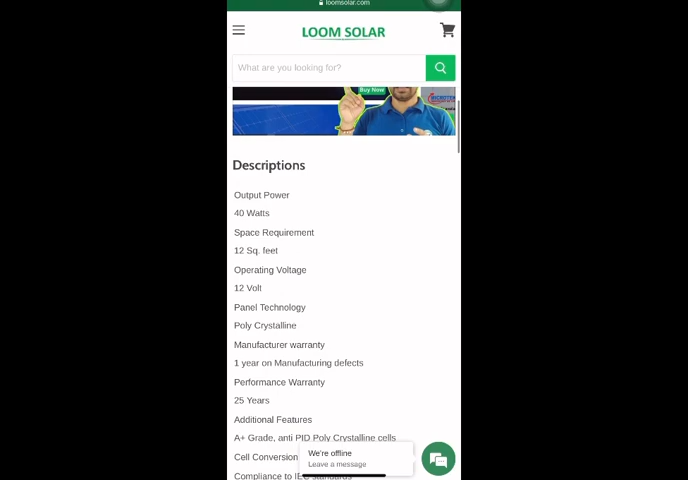 loomsolar.com
LOOM SOLAR
What are you looking for?
Buy Now
Descriptions
Output Power
40 Watts
Space Requirement
12 Sq. feet
Operating Voltage
12 Volt
Panel Technology
Poly Crystalline
Manufacturer warranty
1 year on Manufacturing defects
Performance Warranty
25 Years
Additional Features
A+ Grade, anti PID Poly Crystalline cells
Cell Conversion
We're offline
Leave a message
Compliance to IEC standards